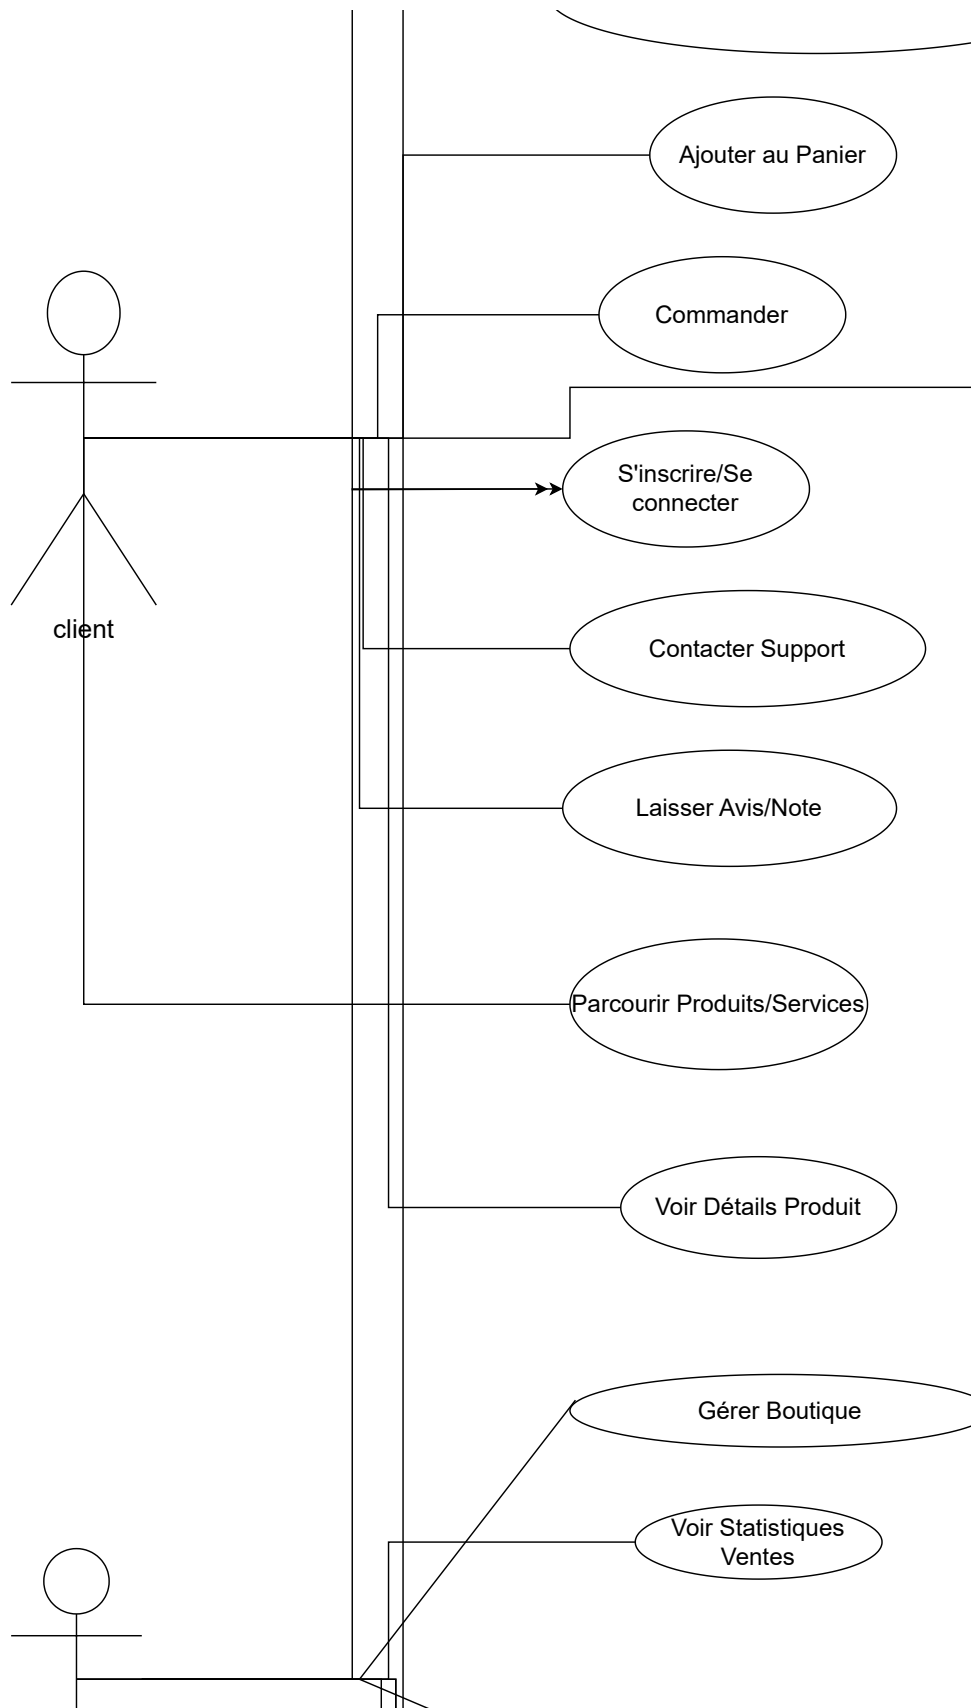 Ajouter au Panier
Commander
S'inscrire/Se
connecter
client
Contacter Support
Laisser Avis/Note
Parcourir Produits/Services
Voir Détails Produit
Gérer Boutique
Voir Statistiques
Ventes